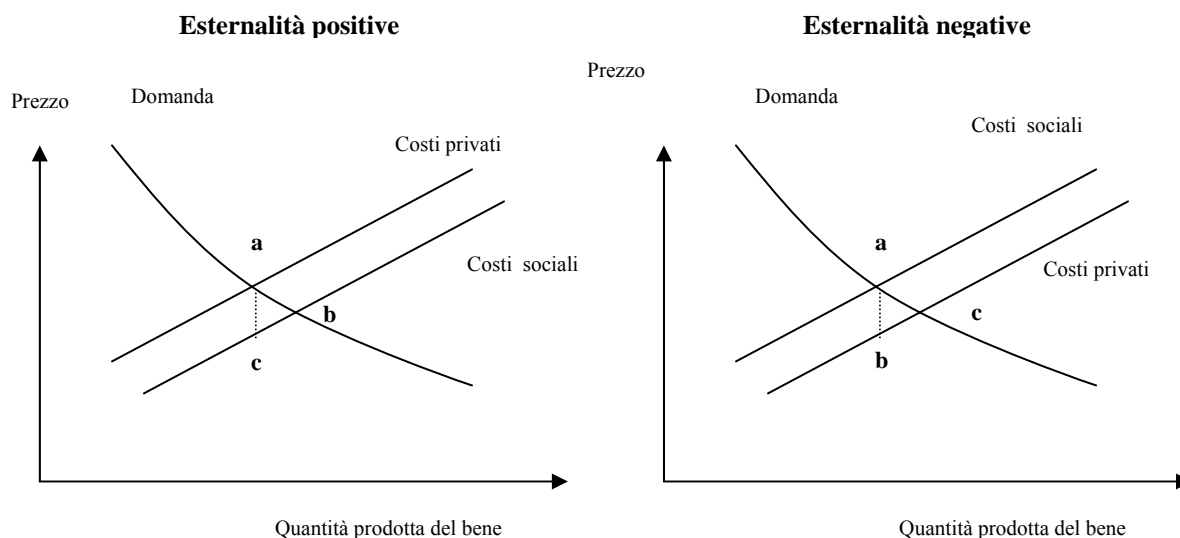 Esternalità positive
Prezzo
Domanda
Costi privati
a
Costi sociali
b
c
Quantità prodotta del bene
Esternalità negative
Prezzo
Domanda
Costi sociali
a
Costi privati
c
b
Quantità prodotta del bene